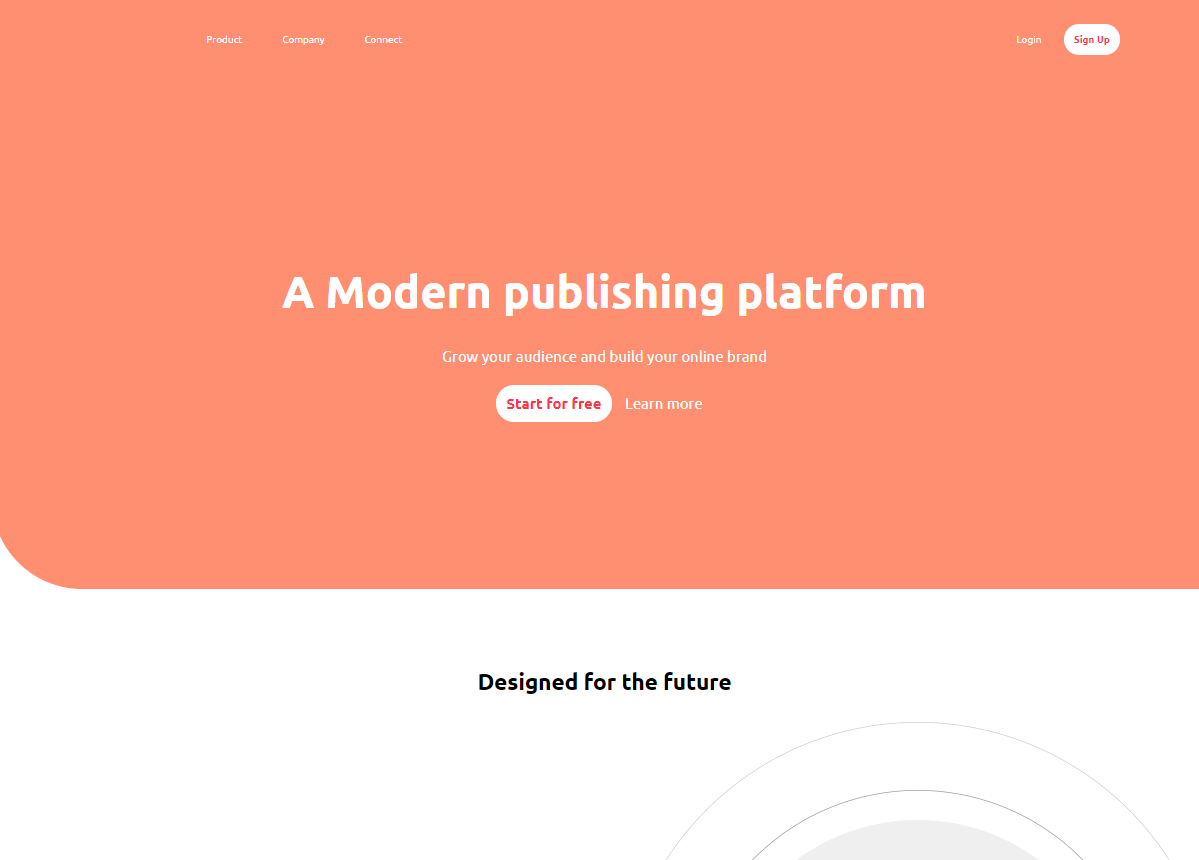 Product Company Connect Login Sign Up
A Modern publishing platform
Grow your audience and build your online brand
Start for free Learn more
Designed for the future